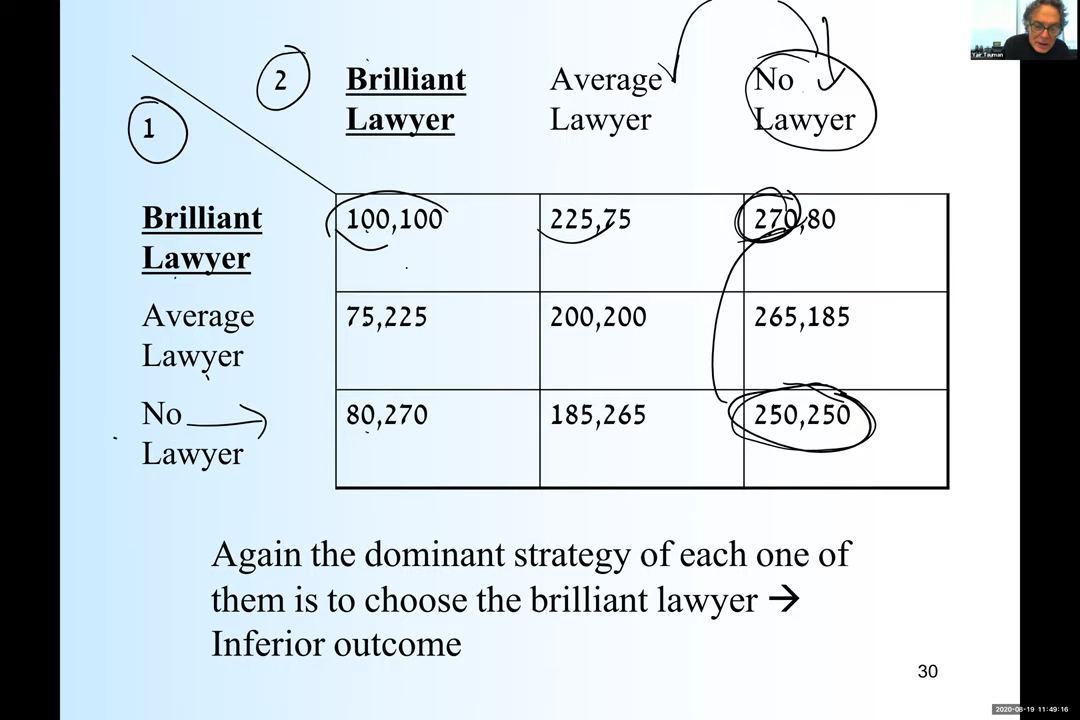 Yair Tauman
2 Brilliant Lawyer Average Lawyer No Lawyer
1
Brilliant Lawyer 100,100 225,75 270,80
Average Lawyer 75,225 200,200 265,185
No Lawyer 80,270 185,265 250,250
Again the dominant strategy of each one of
them is to choose the brilliant lawyer →
Inferior outcome
30
2020-08-19 11:49:16